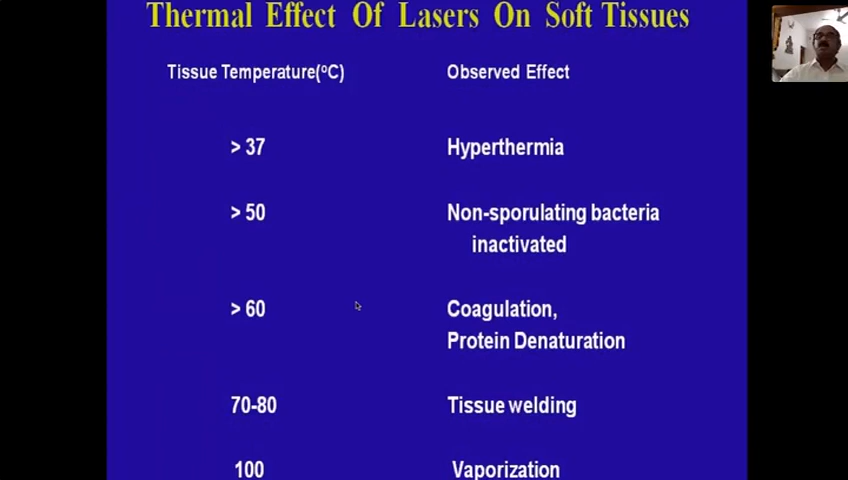 Thermal Effect Of Lasers On Soft Tissues
Tissue Temperature(ºC) Observed Effect
> 37 Hyperthermia
> 50 Non-sporulating bacteria
inactivated
> 60 Coagulation,
Protein Denaturation
70-80 Tissue welding
100 Vaporization